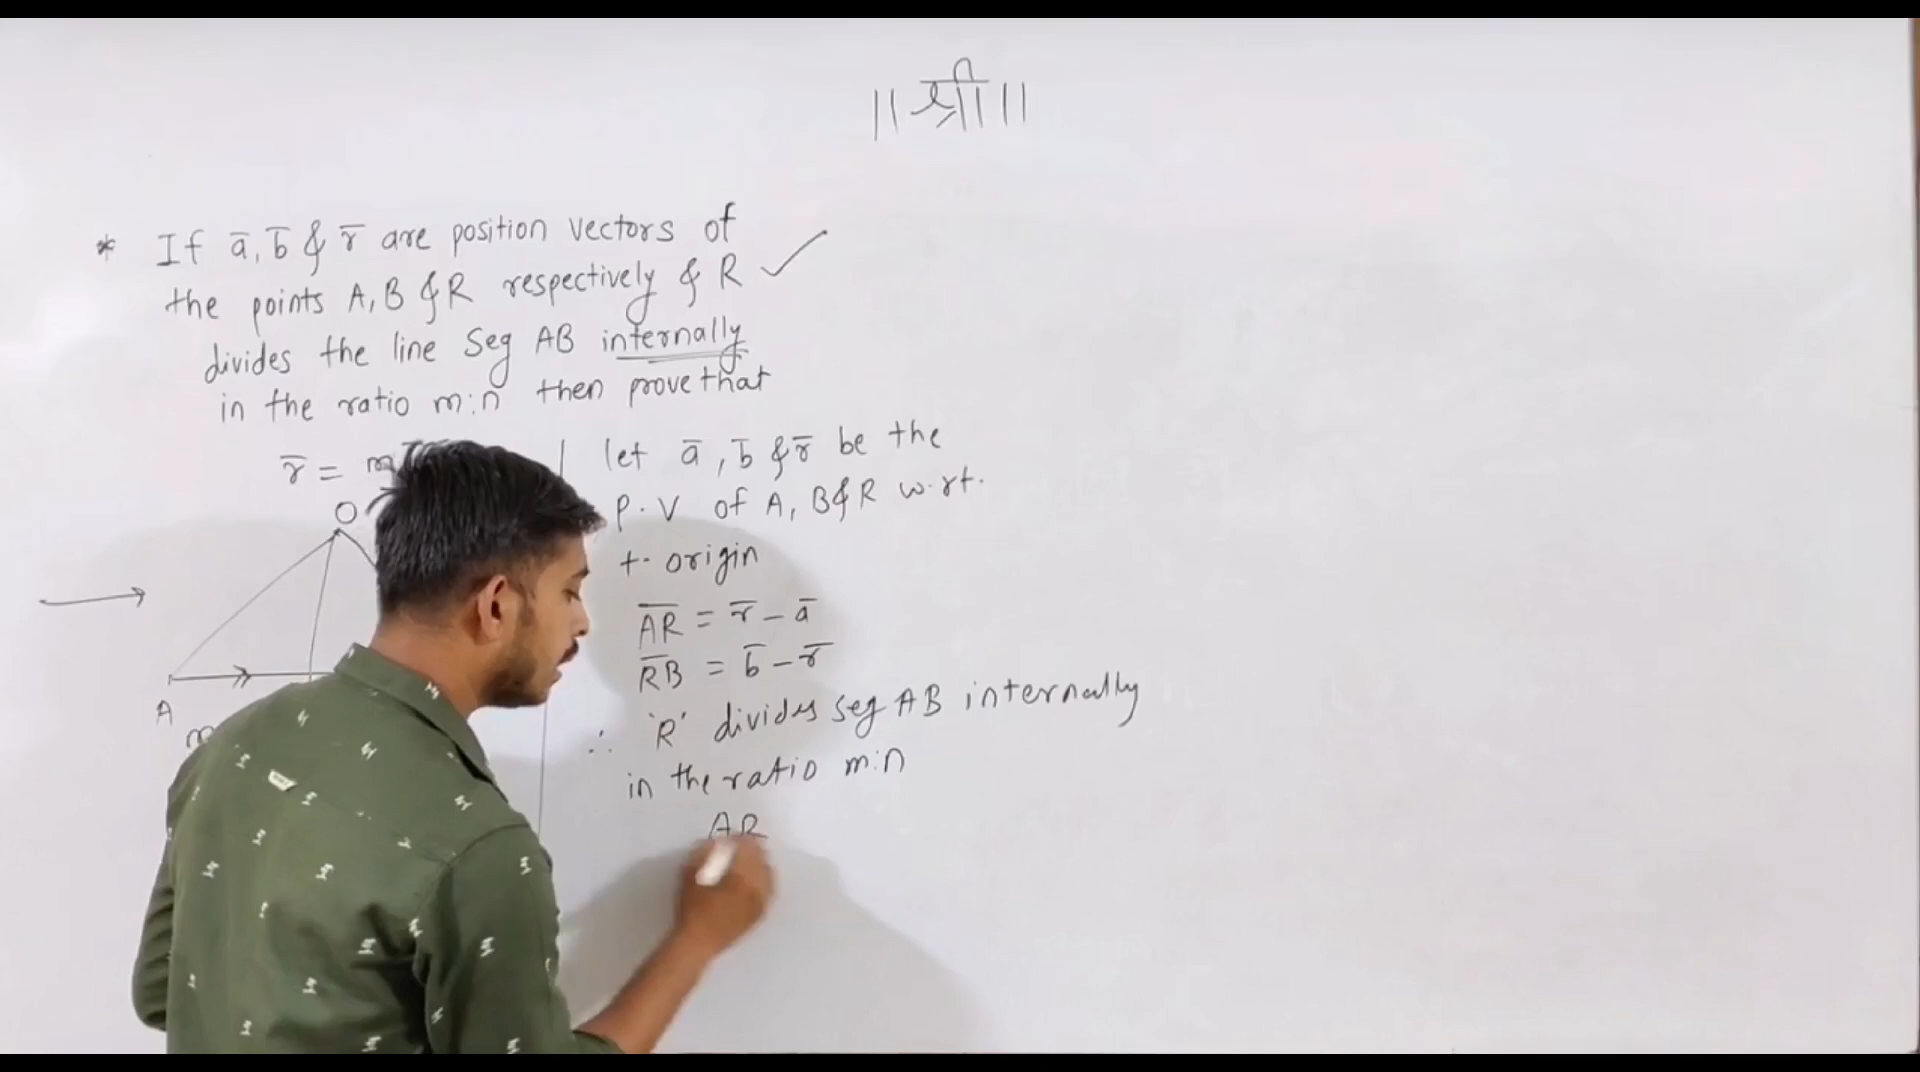 || श्री ||
* If a̅, b̅ & r̅ are position vectors of
the points A, B & R respectively & R
divides the line seg AB internally
in the ratio m:n then prove that
r̅ = m
O
A
m
let a̅, b̅ & r̅ be the
P.V of A, B & R w.r.t.
t. origin
A̅R̅ = r̅ - a̅
R̅B̅ = b̅ - r̅
∴ 'R' divides seg AB internally
in the ratio m:n
AR